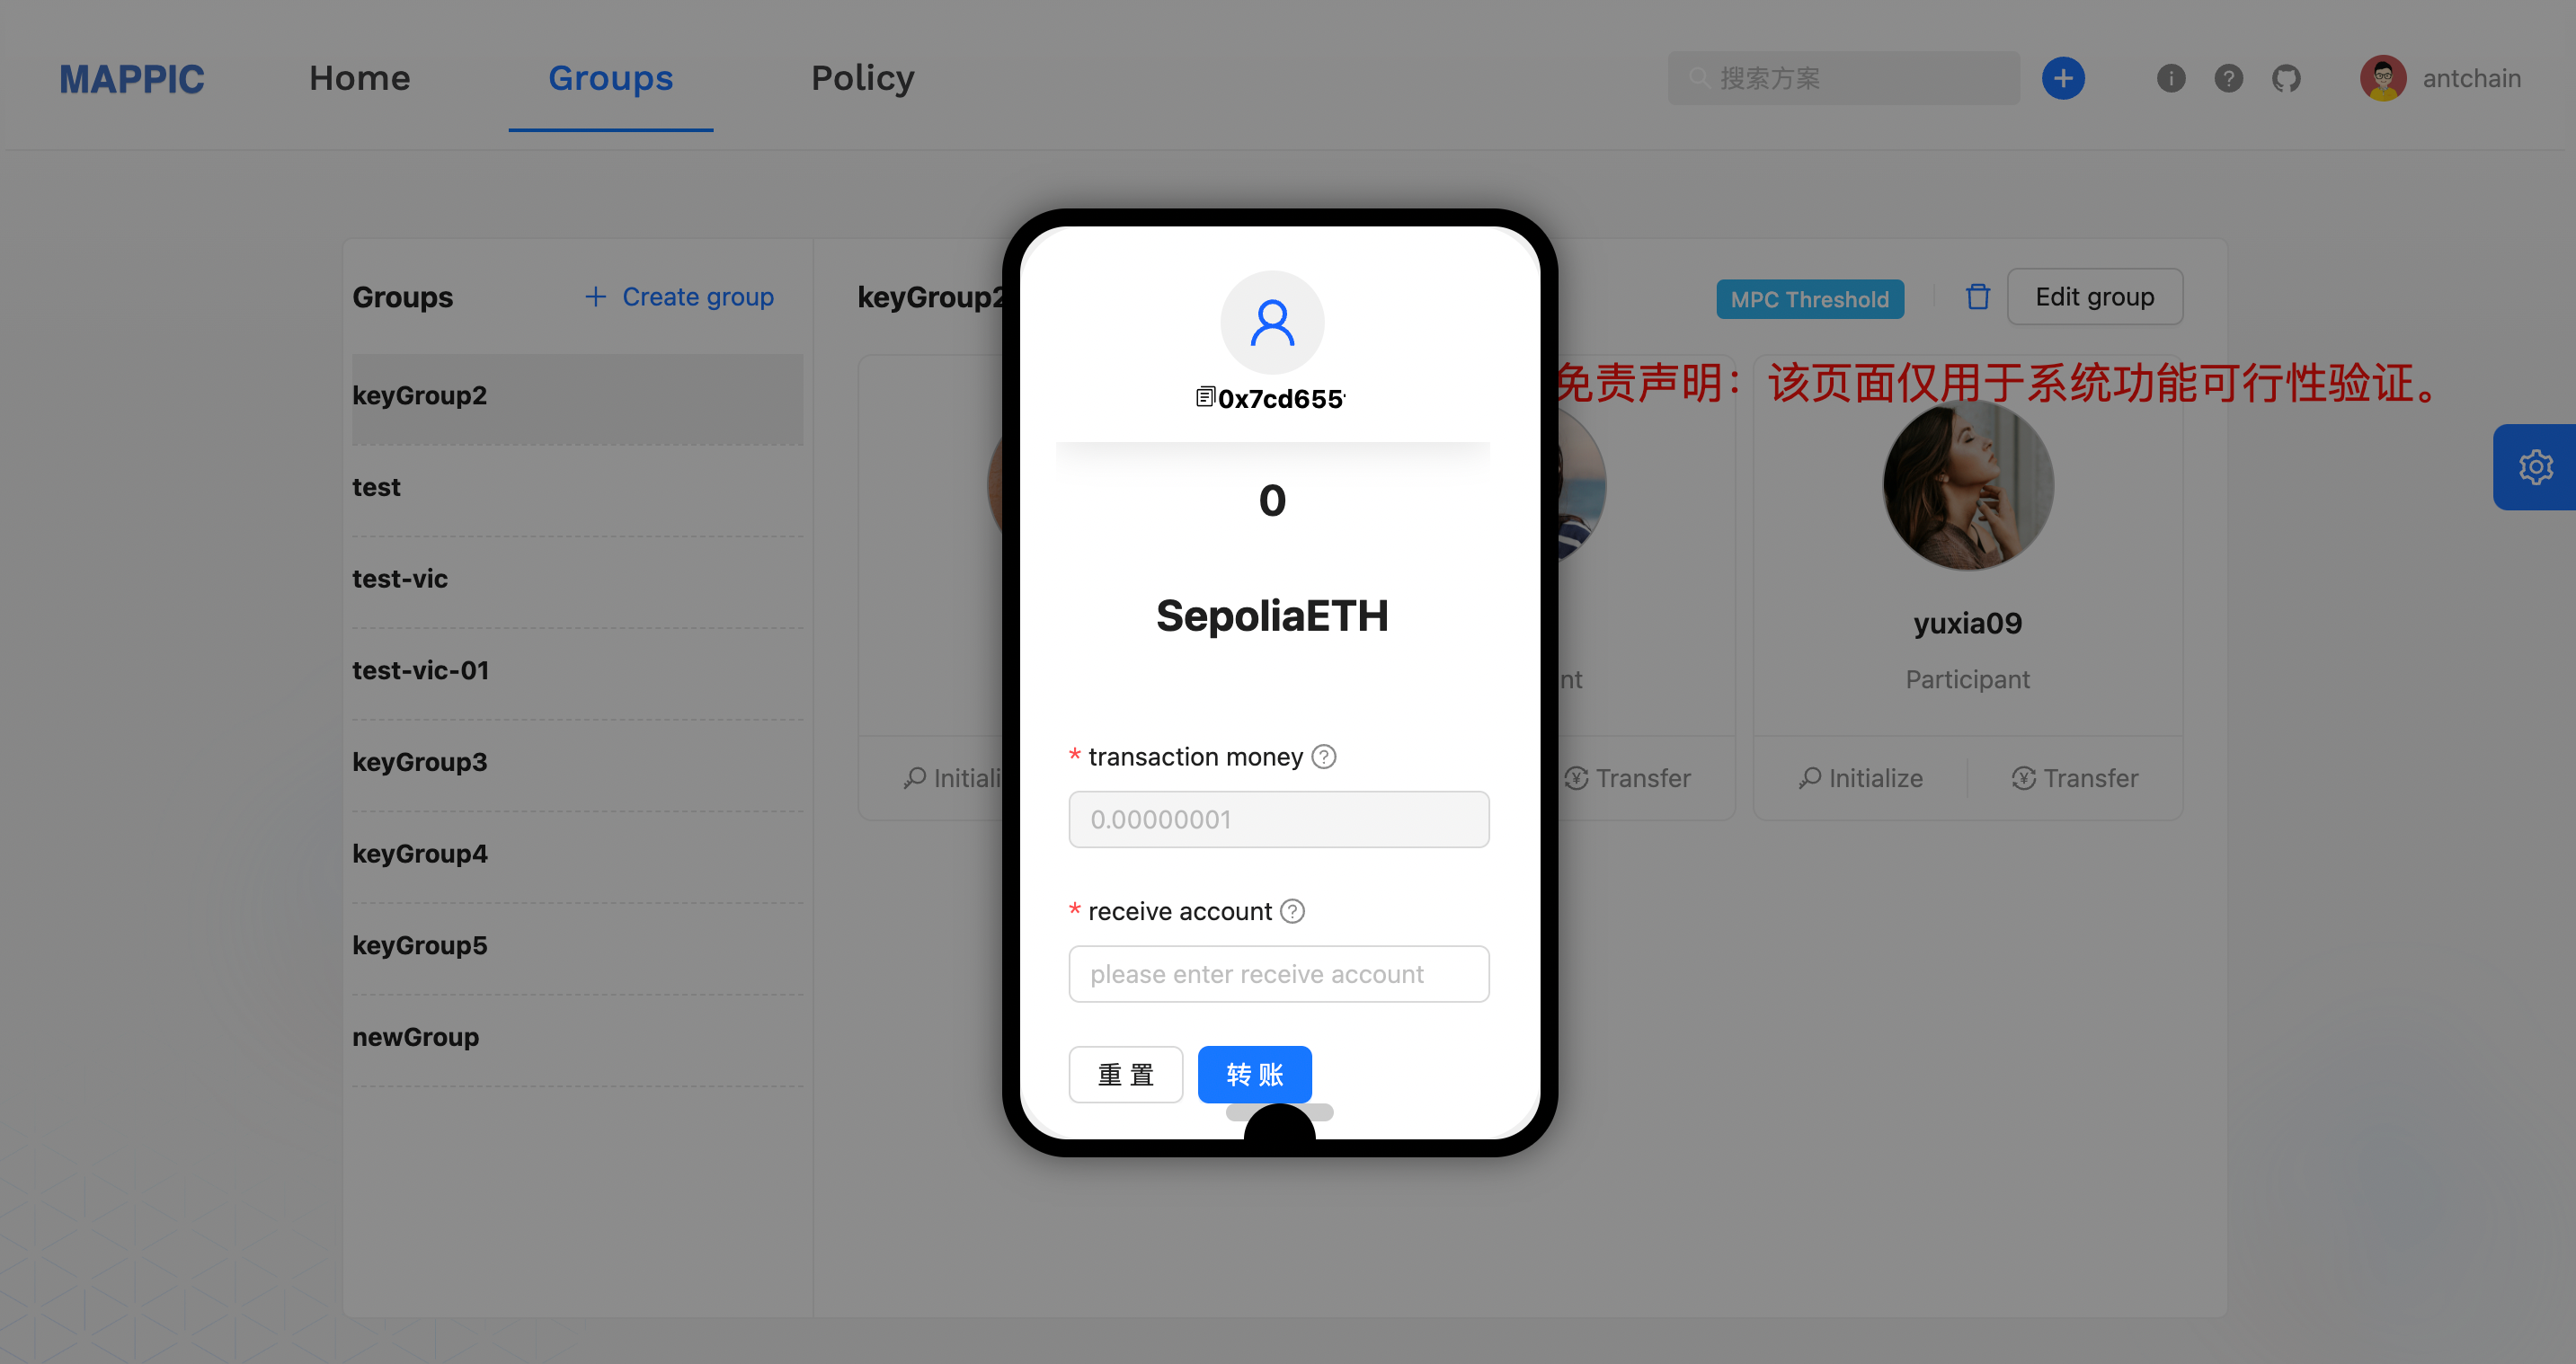 MAPPIC
Home
Groups
Policy
搜索方案
antchain
Groups
Create group
keyGroup2
test
test-vic
test-vic-01
keyGroup3
keyGroup4
keyGroup5
newGroup
keyGroup2
MPC Threshold
Edit group
免责声明：该页面仅用于系统功能可行性验证。
yuxia09
Participant
Initiali
Transfer
Initialize
Transfer
0x7cd655
0
SepoliaETH
* transaction money
0.00000001
* receive account
please enter receive account
重 置
转 账